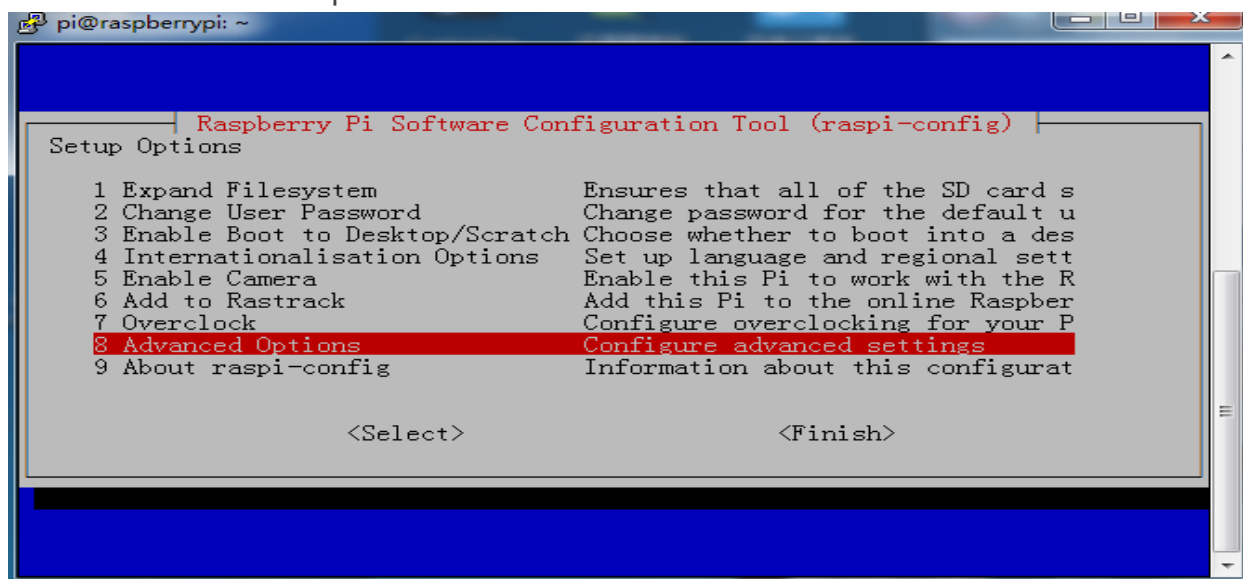 pi@raspberrypi: ~
Raspberry Pi Software Configuration Tool (raspi-config)
Setup Options
1 Expand Filesystem Ensures that all of the SD card s
2 Change User Password Change password for the default u
3 Enable Boot to Desktop/Scratch Choose whether to boot into a des
4 Internationalisation Options Set up language and regional sett
5 Enable Camera Enable this Pi to work with the R
6 Add to Rastrack Add this Pi to the online Raspber
7 Overclock Configure overclocking for your P
8 Advanced Options Configure advanced settings
9 About raspi-config Information about this configurat
<Select> <Finish>